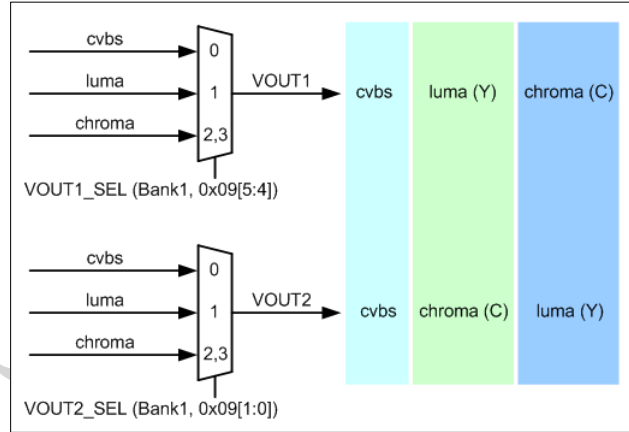 cvbs
0
luma
1
VOUT1
chroma
2,3
cvbs
luma (Y)
chroma (C)
VOUT1_SEL (Bank1, 0x09[5:4])
cvbs
0
luma
1
VOUT2
chroma
2,3
cvbs
chroma (C)
luma (Y)
VOUT2_SEL (Bank1, 0x09[1:0])